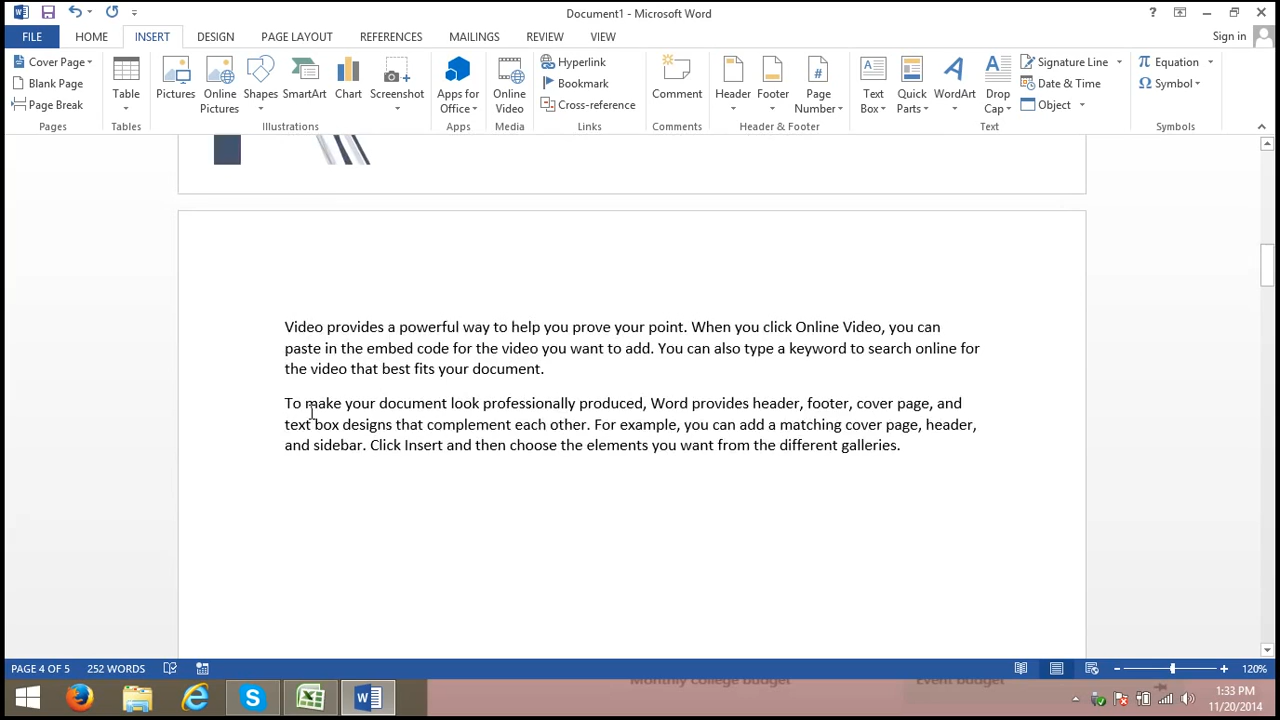 Document1 - Microsoft Word
?
FILE HOME INSERT DESIGN PAGE LAYOUT REFERENCES MAILINGS REVIEW VIEW Sign in
Cover Page
Blank Page
Page Break
Pages
Table
Tables
Pictures
Online
Pictures
Shapes
SmartArt
Chart
Screenshot
Illustrations
Apps for
Office
Apps
Online
Video
Media
Hyperlink
Bookmark
Cross-reference
Links
Comment
Comments
Header
Footer
Page
Number
Header & Footer
Text
Box
Quick
Parts
WordArt
Drop
Cap
Signature Line
Date & Time
Object
Text
Equation
Symbol
Symbols
Video provides a powerful way to help you prove your point. When you click Online Video, you can
paste in the embed code for the video you want to add. You can also type a keyword to search online for
the video that best fits your document.
To make your document look professionally produced, Word provides header, footer, cover page, and
text box designs that complement each other. For example, you can add a matching cover page, header,
and sidebar. Click Insert and then choose the elements you want from the different galleries.
PAGE 4 OF 5 252 WORDS 120%
Monthly college budget Event budget
1:33 PM
11/20/2014